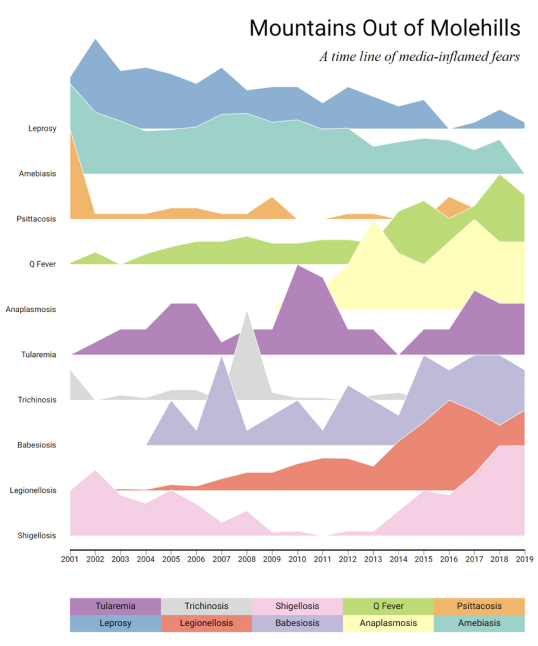 Mountains Out of Molehills
A time line of media-inflamed fears
Leprosy
Amebiasis
Psittacosis
Q Fever
Anaplasmosis
Tularemia
Trichinosis
Babesiosis
Legionellosis
Shigellosis
2001 2002 2003 2004 2005 2006 2007 2008 2009 2010 2011 2012 2013 2014 2015 2016 2017 2018 2019
Tularemia Trichinosis Shigellosis Q Fever Psittacosis
Leprosy Legionellosis Babesiosis Anaplasmosis Amebiasis